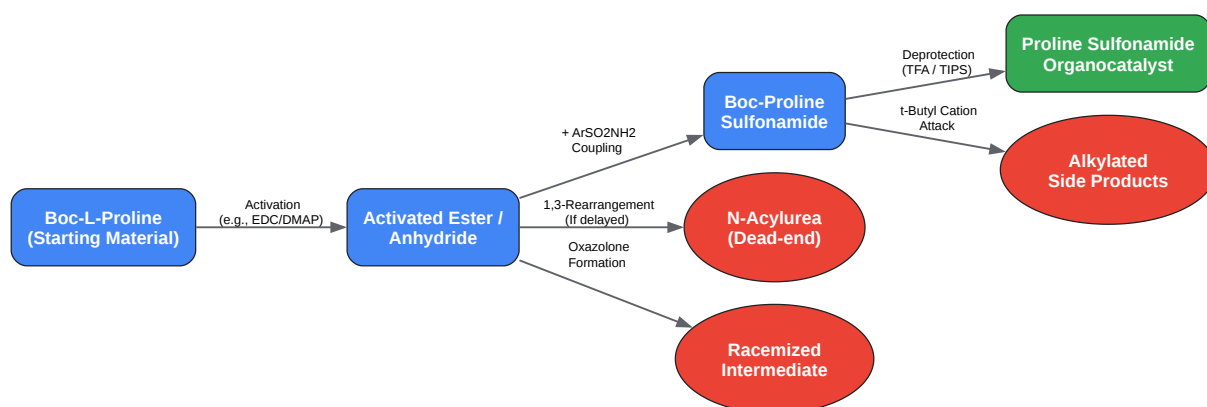 Boc-L-Proline
(Starting Material)
Activation
(e.g., EDC/DMAP)
Activated Ester /
Anhydride
+ ArSO2NH2
Coupling
1,3-Rearrangement
(If delayed)
Oxazolone
Formation
Boc-Proline
Sulfonamide
N-Acylurea
(Dead-end)
Racemized
Intermediate
Deprotection
(TFA / TIPS)
t-Butyl Cation
Attack
Proline Sulfonamide
Organocatalyst
Alkylated
Side Products